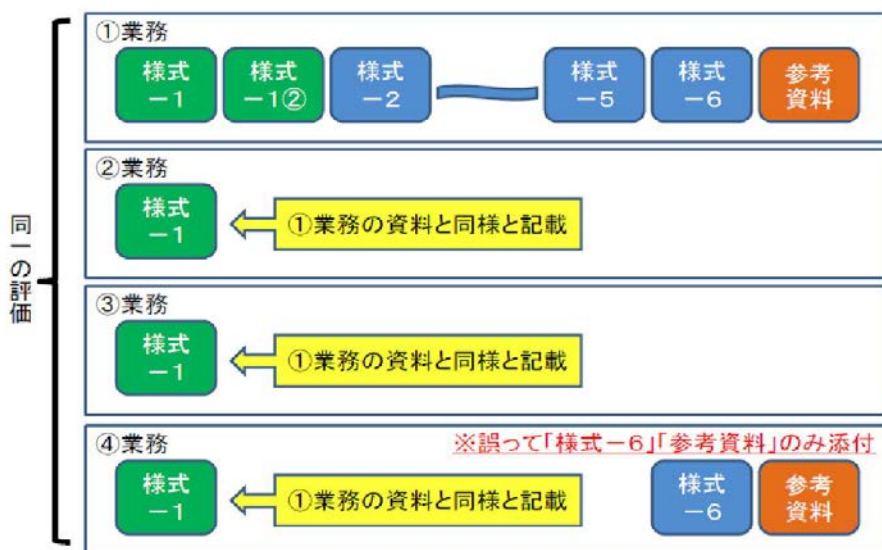 同一の評価
①業務
様式
－1
様式
－1②
様式
－2
様式
－5
様式
－6
参考
資料
②業務
様式
－1
①業務の資料と同様と記載
③業務
様式
－1
①業務の資料と同様と記載
④業務
※誤って「様式－6」「参考資料」のみ添付
様式
－1
①業務の資料と同様と記載
様式
－6
参考
資料